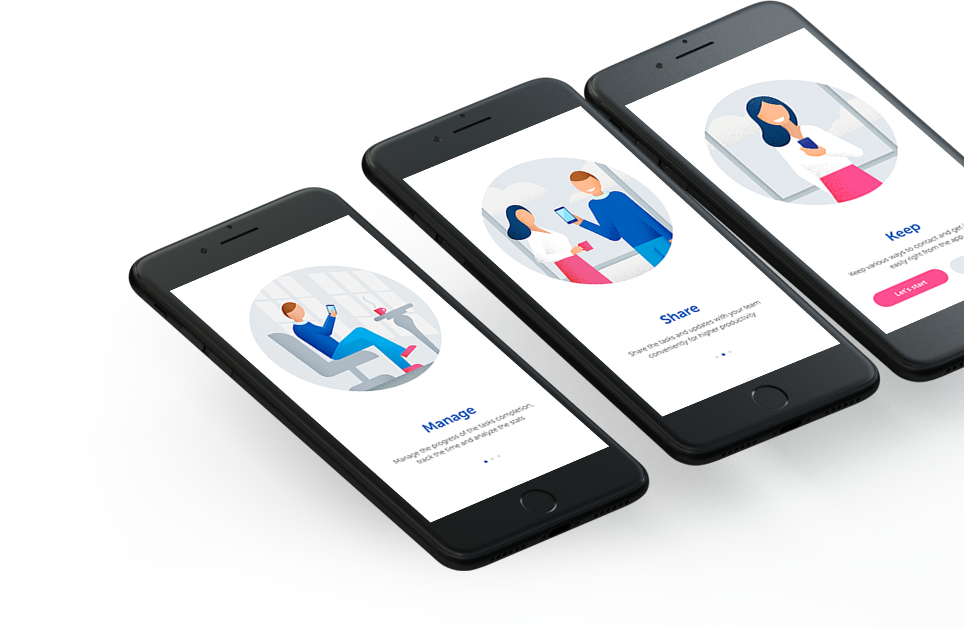 Manage
Manage the progress of the tasks completion,
track the time and analyze the stats
Share
Share the tasks and updates with your team
conveniently for higher productivity
Keep
Keep various ways to contact and get
easily right from the app
Let's start